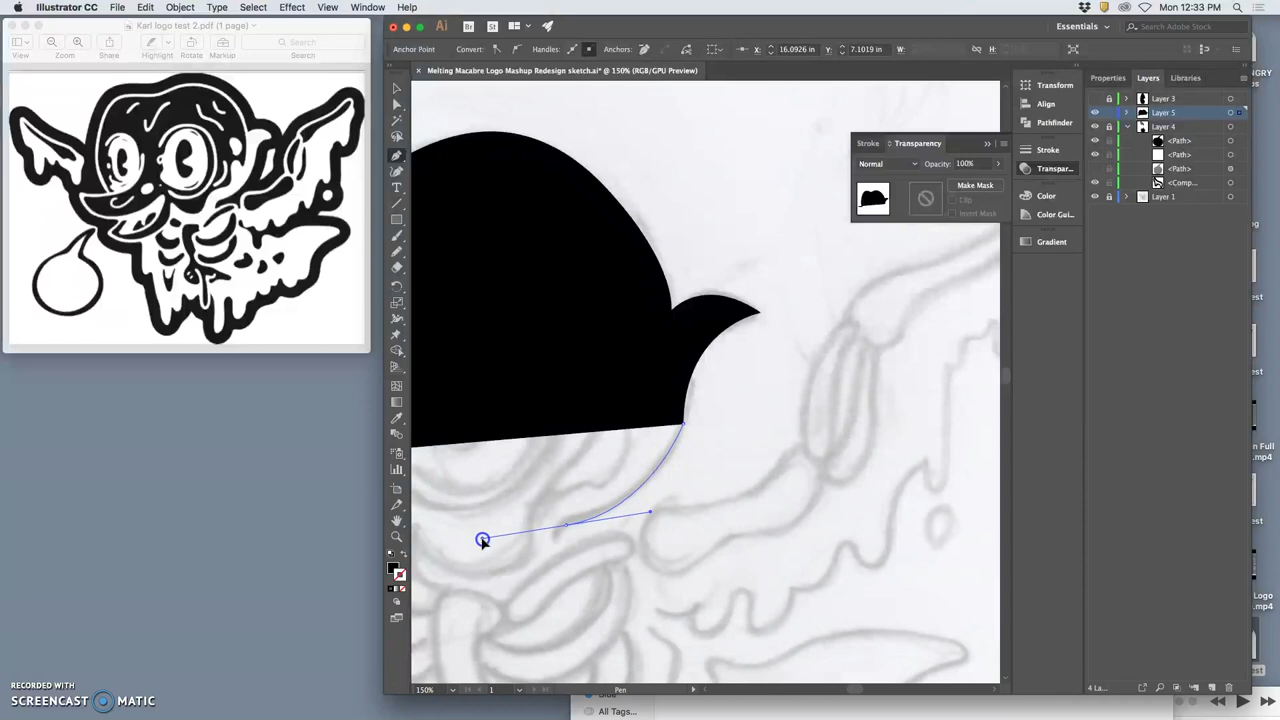 Illustrator CC File Edit Object Type Select Effect View Window Help
Mon 12:33 PM
Karl logo test 2.pdf (1 page)
View Zoom Share Highlight Rotate Markup Search
Search
Essentials
Search Adobe Stock
Anchor Point Convert: Handles: Anchors: X: 16.0926 in Y: 7.1019 in W: H:
Melting Macabre Logo Mashup Redesign sketch.ai* @ 150% (RGB/GPU Preview)
Transform
Align
Pathfinder
Stroke
Transpar...
Color
Color Gui...
Gradient
Stroke Transparency
Normal Opacity: 100%
Make Mask
Clip
Invert Mask
Properties Layers Libraries
Layer 3
Layer 5
Layer 4
<Path>
<Path>
<Path>
<Comp...
Layer 1
4 La...
150% 1 Pen
All Tags...
RECORDED WITH
SCREENCAST MATIC